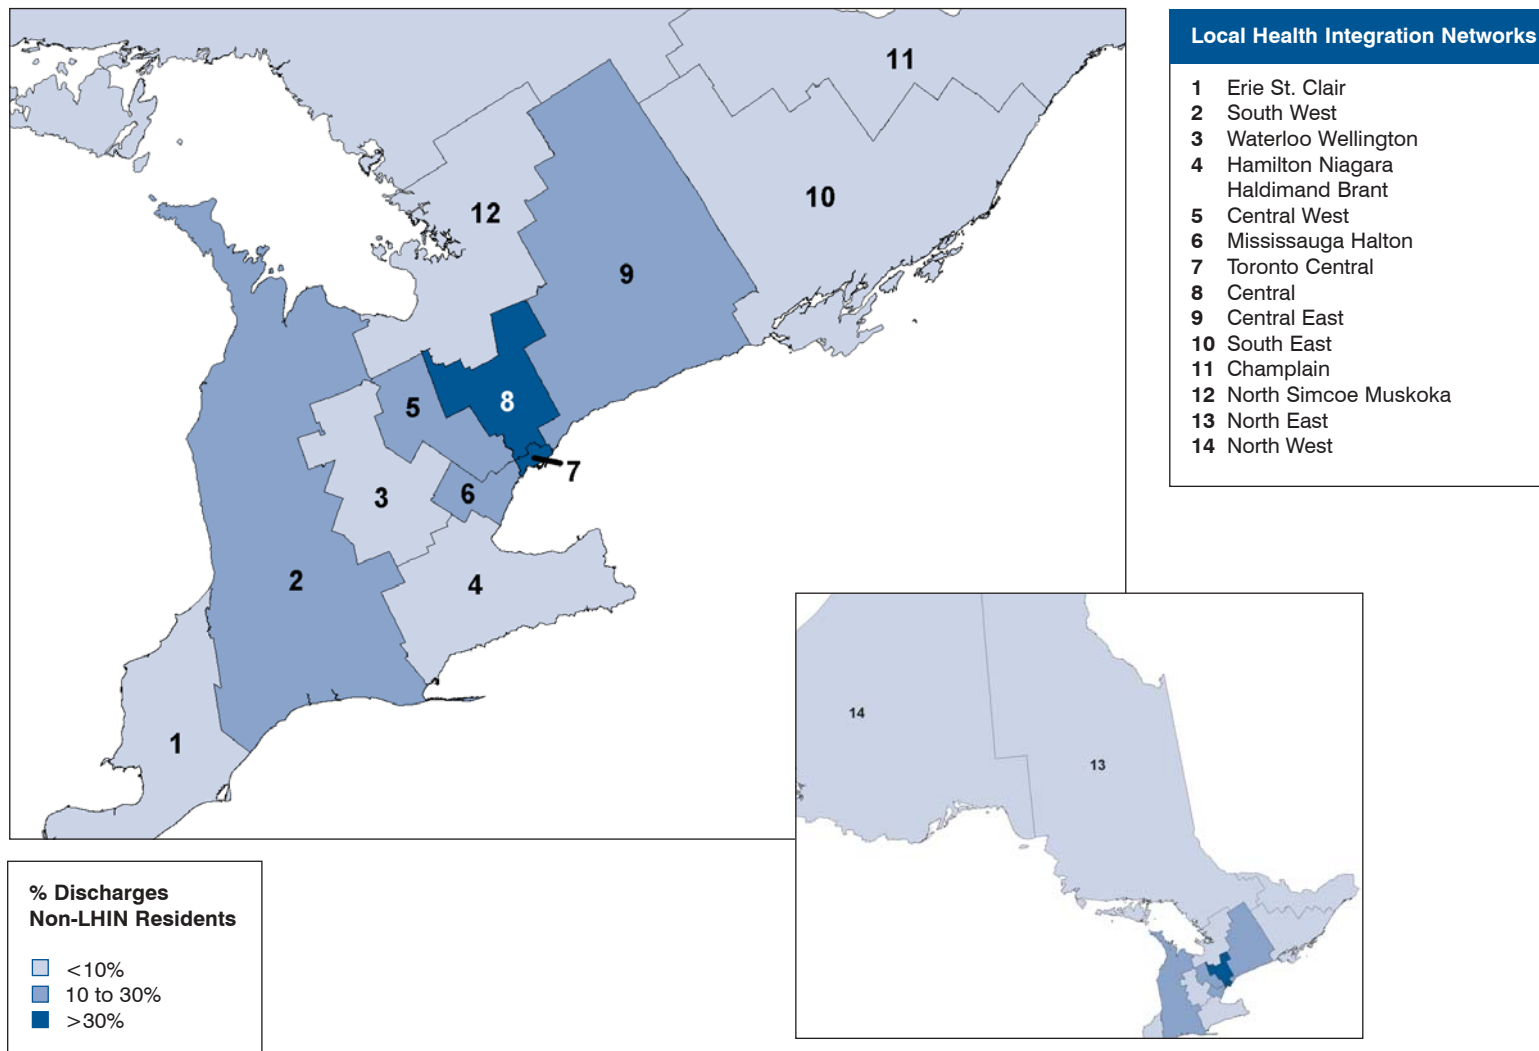 11
12
10
9
5
8
7
3
6
2
4
1
Local Health Integration Networks
1 Erie St. Clair
2 South West
3 Waterloo Wellington
4 Hamilton Niagara
Haldimand Brant
5 Central West
6 Mississauga Halton
7 Toronto Central
8 Central
9 Central East
10 South East
11 Champlain
12 North Simcoe Muskoka
13 North East
14 North West
14
13
% Discharges
Non-LHIN Residents
<10%
10 to 30%
>30%